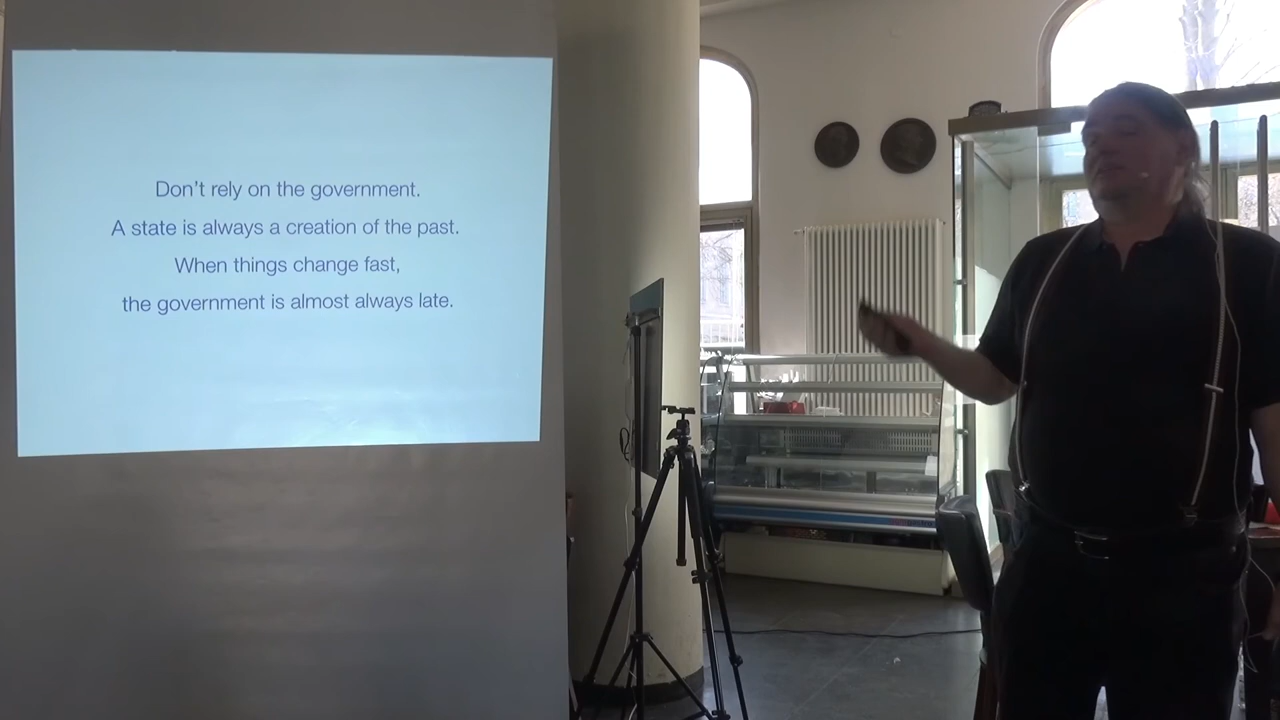 Don't rely on the government.
A state is always a creation of the past.
When things change fast,
the government is almost always late.